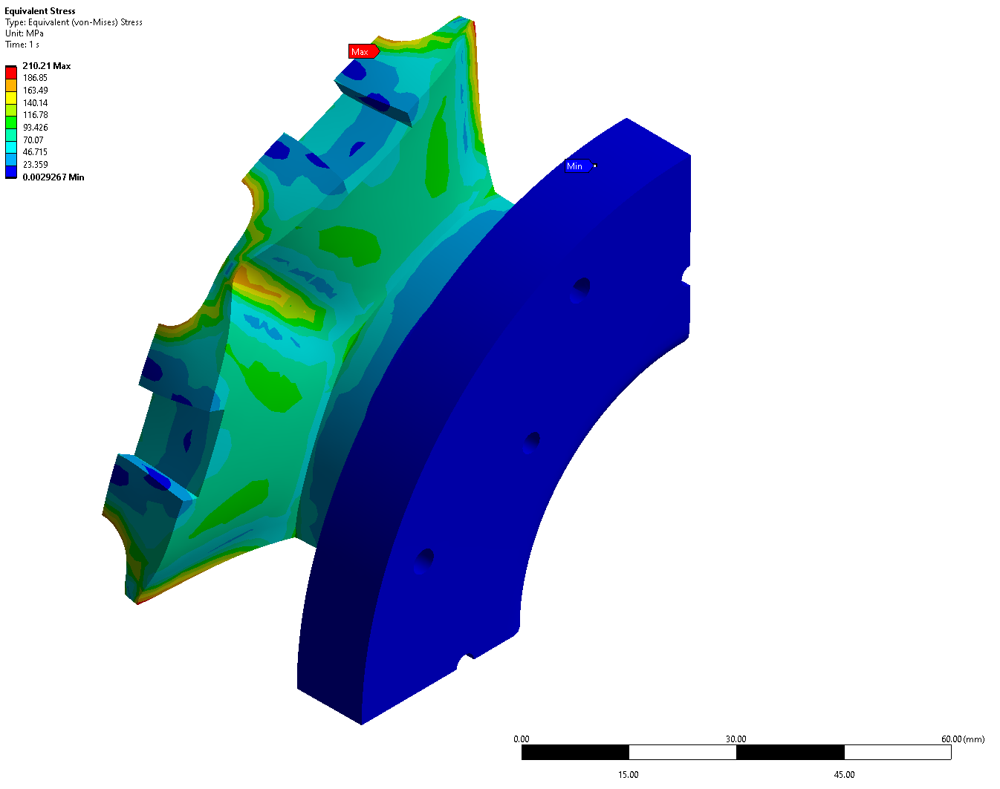 Equivalent Stress
Type: Equivalent (von-Mises) Stress
Unit: MPa
Time: 1 s
210.21 Max
186.85
163.49
140.14
116.78
93.426
70.07
46.715
23.359
0.0029267 Min
Max
Min
0.00 30.00 60.00 (mm)
15.00 45.00